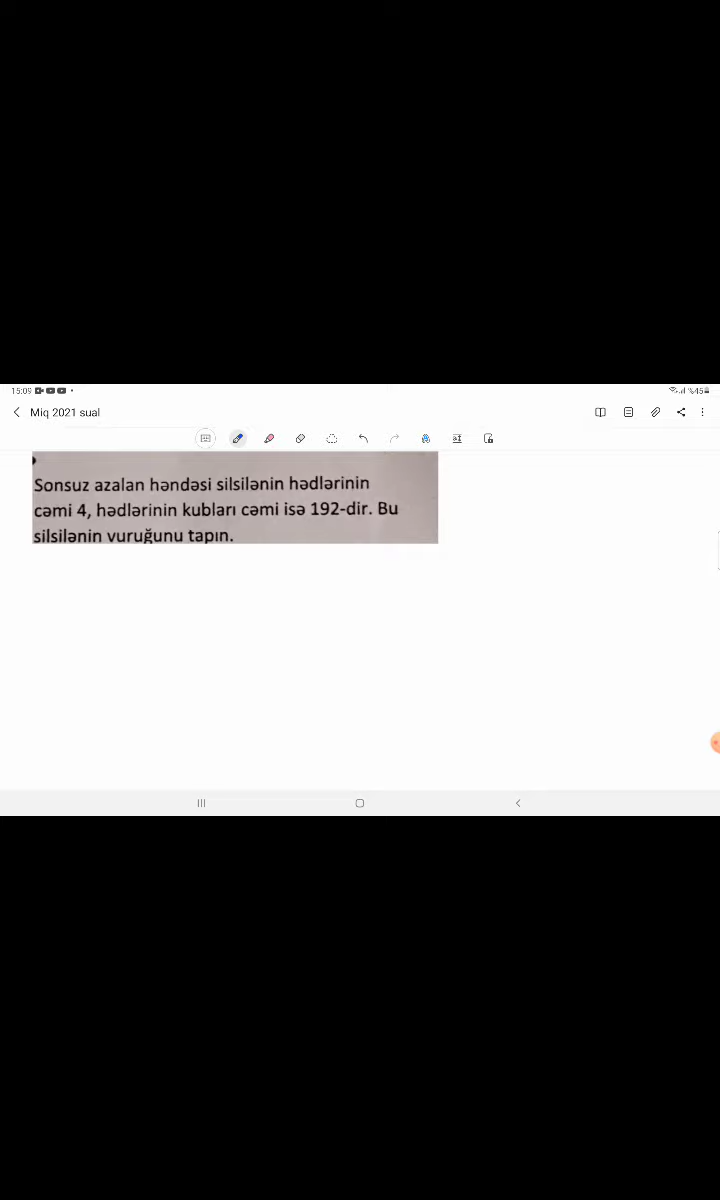 15:09
%45
Miq 2021 sual
Sonsuz azalan həndəsi silsilənin hədlərinin
cəmi 4, hədlərinin kubları cəmi isə 192-dir. Bu
silsilənin vuruğunu tapın.